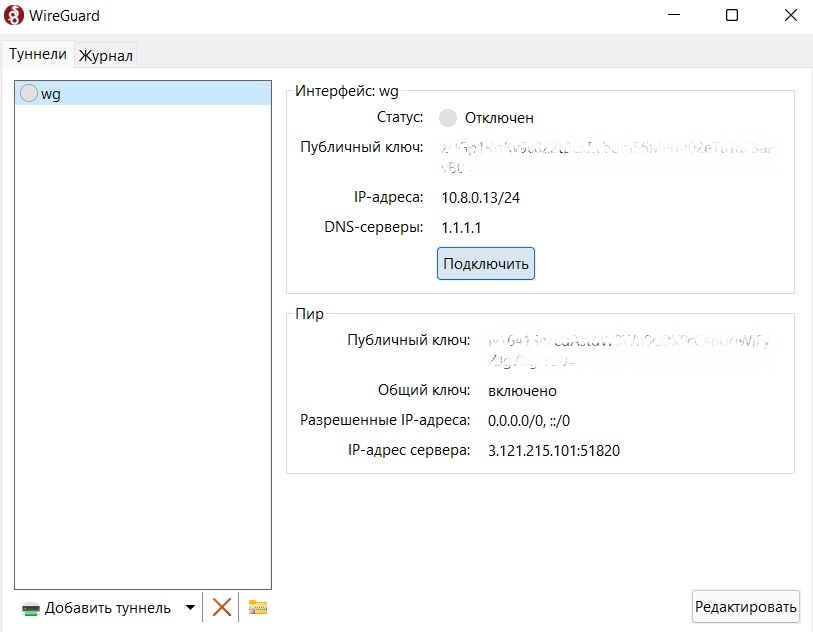 WireGuard
Туннели
Журнал
wg
Интерфейс: wg
Статус: Отключен
Публичный ключ:
IP-адреса: 10.8.0.13/24
DNS-серверы: 1.1.1.1
Подключить
Пир
Публичный ключ:
Общий ключ: включено
Разрешенные IP-адреса: 0.0.0.0/0, ::/0
IP-адрес сервера: 3.121.215.101:51820
Добавить туннель
Редактировать